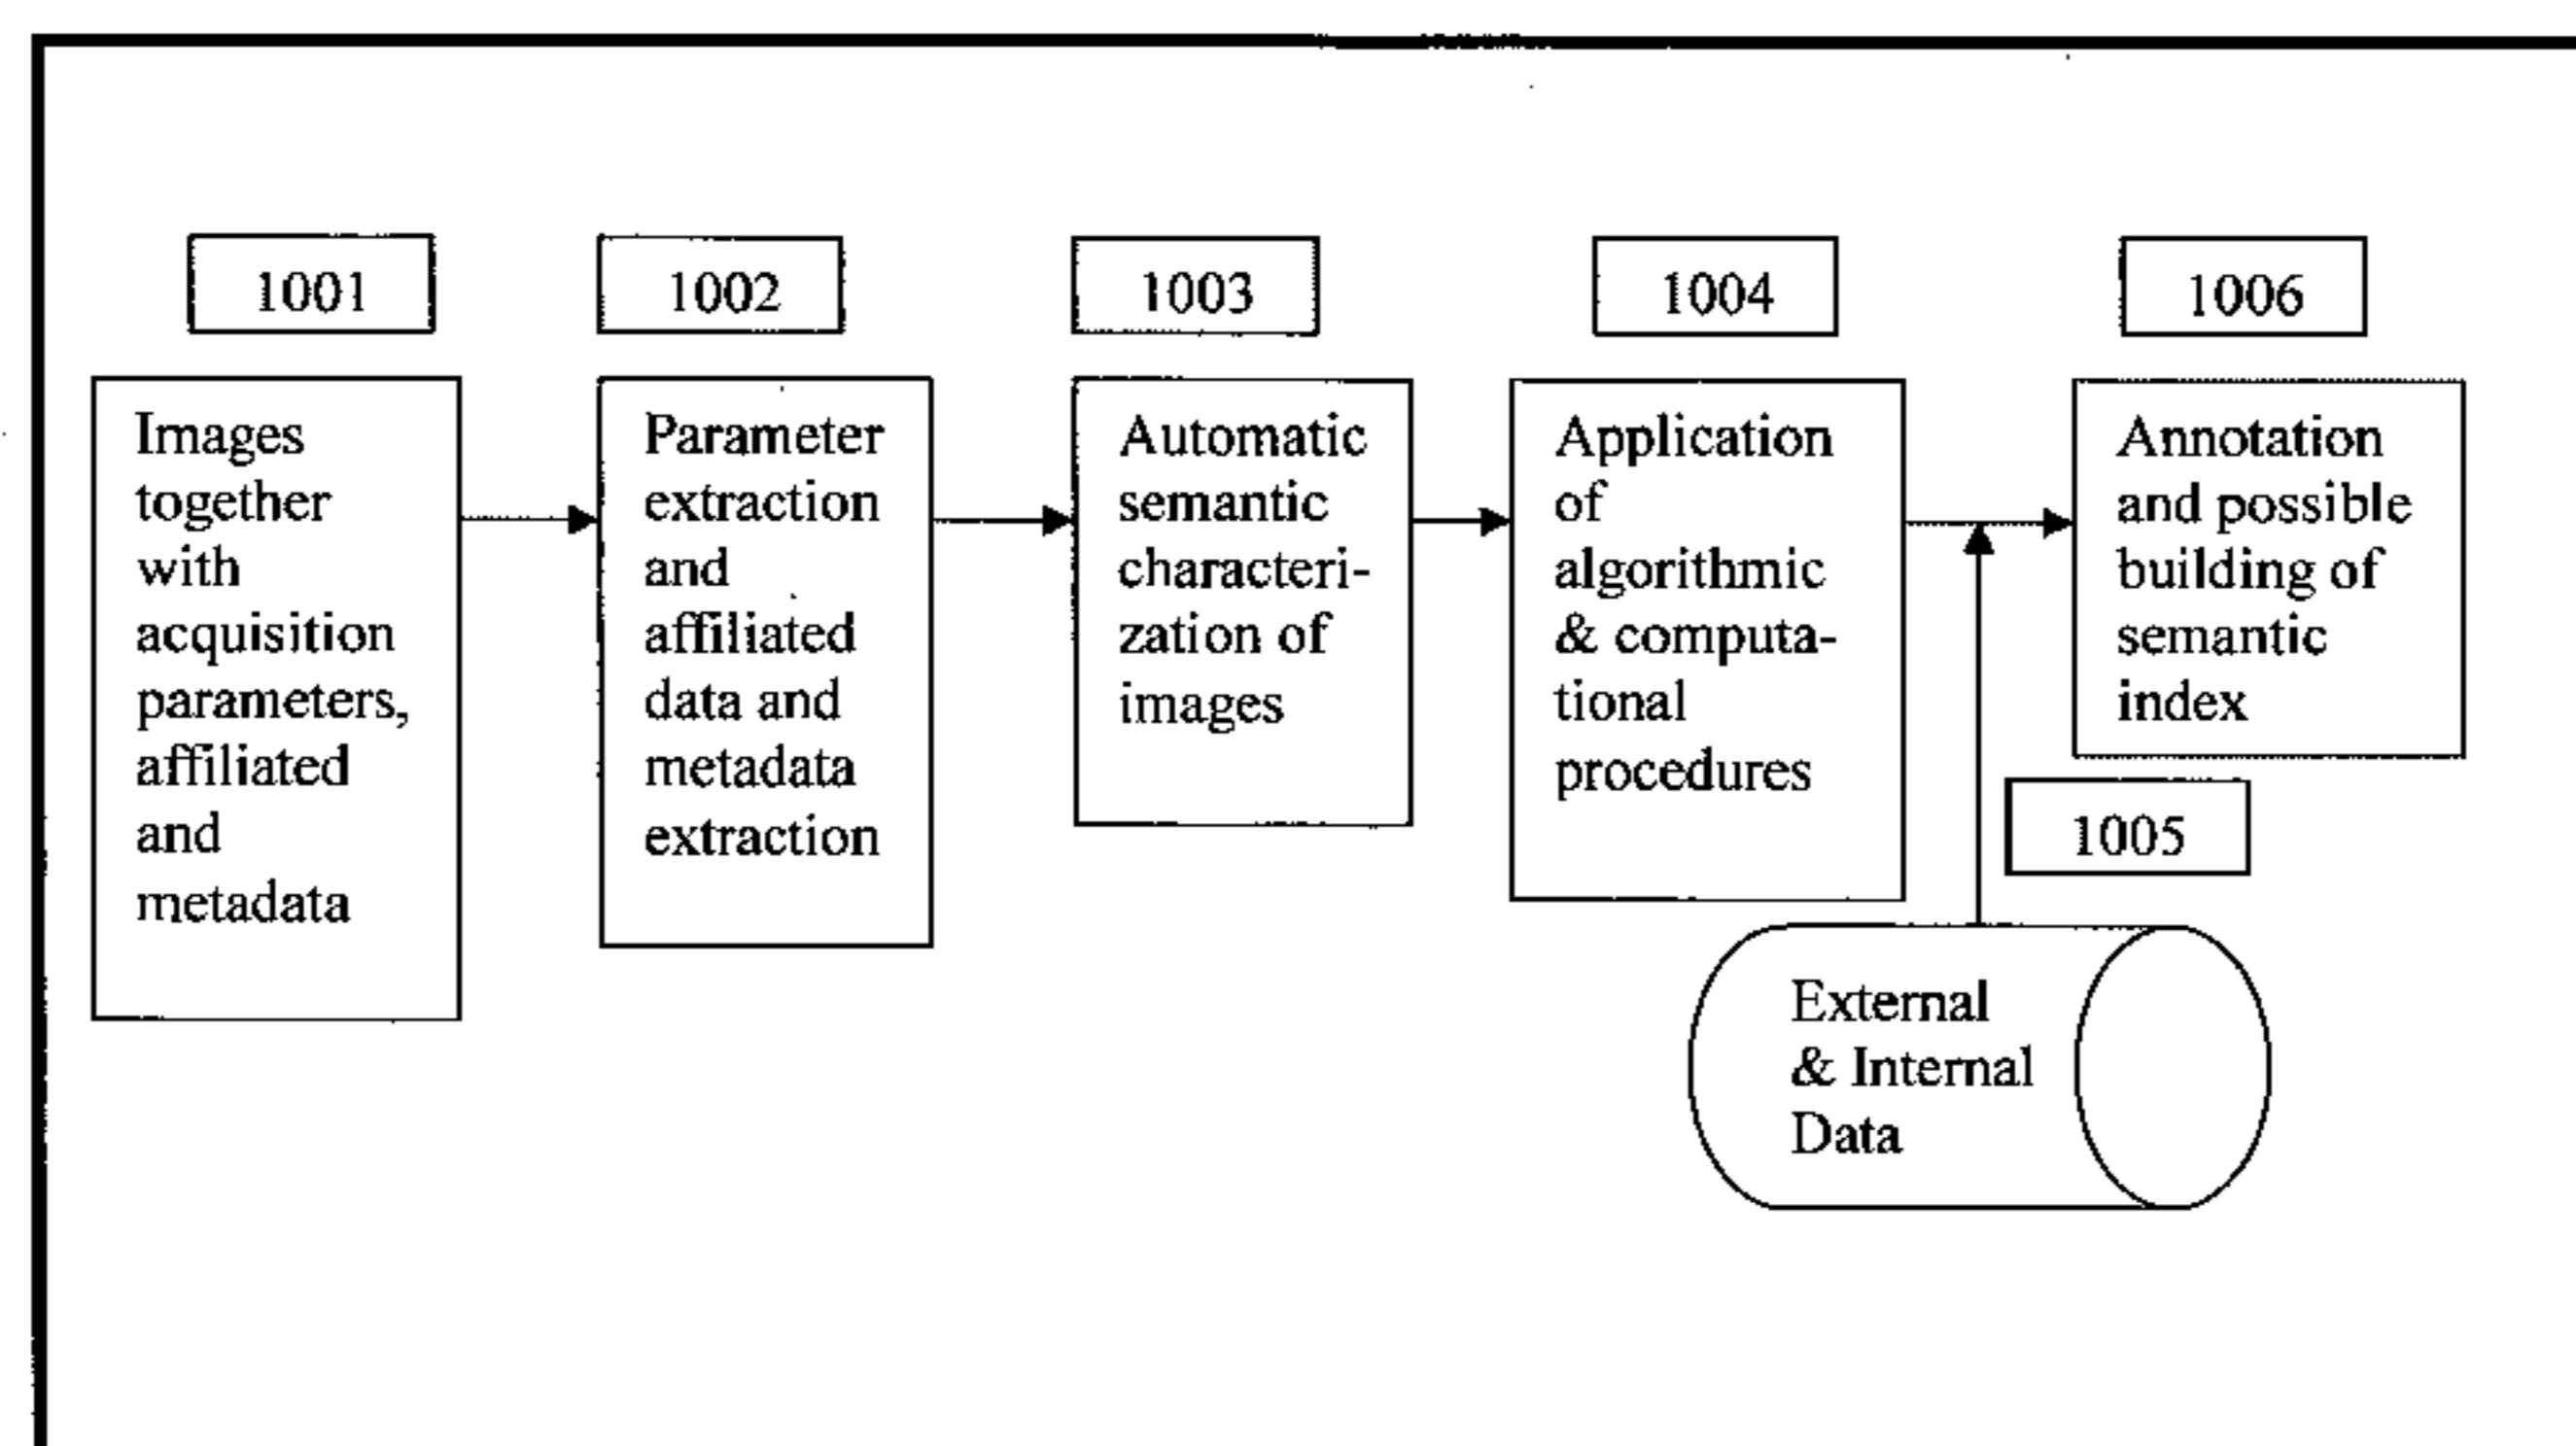 1001
Images
together
with
acquisition
parameters,
affiliated
and
metadata
1002
Parameter
extraction
and
affiliated
data and
metadata
extraction
1003
Automatic
semantic
characteri-
zation of
images
1004
Application
of
algorithmic
& computa-
tional
procedures
1006
Annotation
and possible
building of
semantic
index
1005
External
& Internal
Data